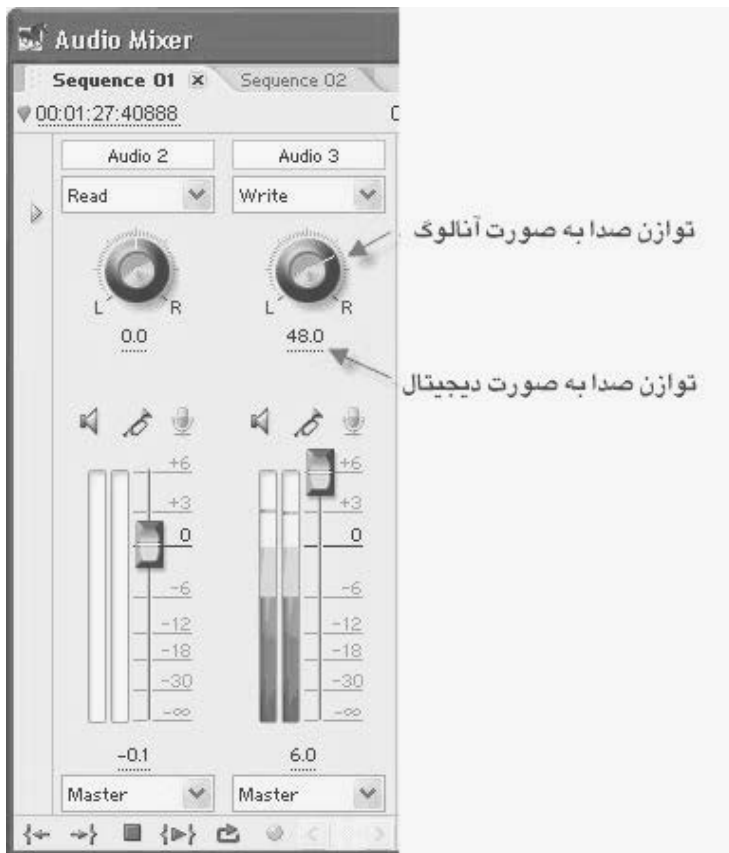 Audio Mixer
Sequence 01 × Sequence 02
00:01:27:40888
Audio 2 Audio 3
Read Write
توازن صدا به صورت آنالوگ
L R L R
0.0 48.0
توازن صدا به صورت دیجیتال
+6 +6
+3 +3
0 0
-6 -6
-12 -12
-18 -18
-30 -30
-∞ -∞
-0.1 6.0
Master Master